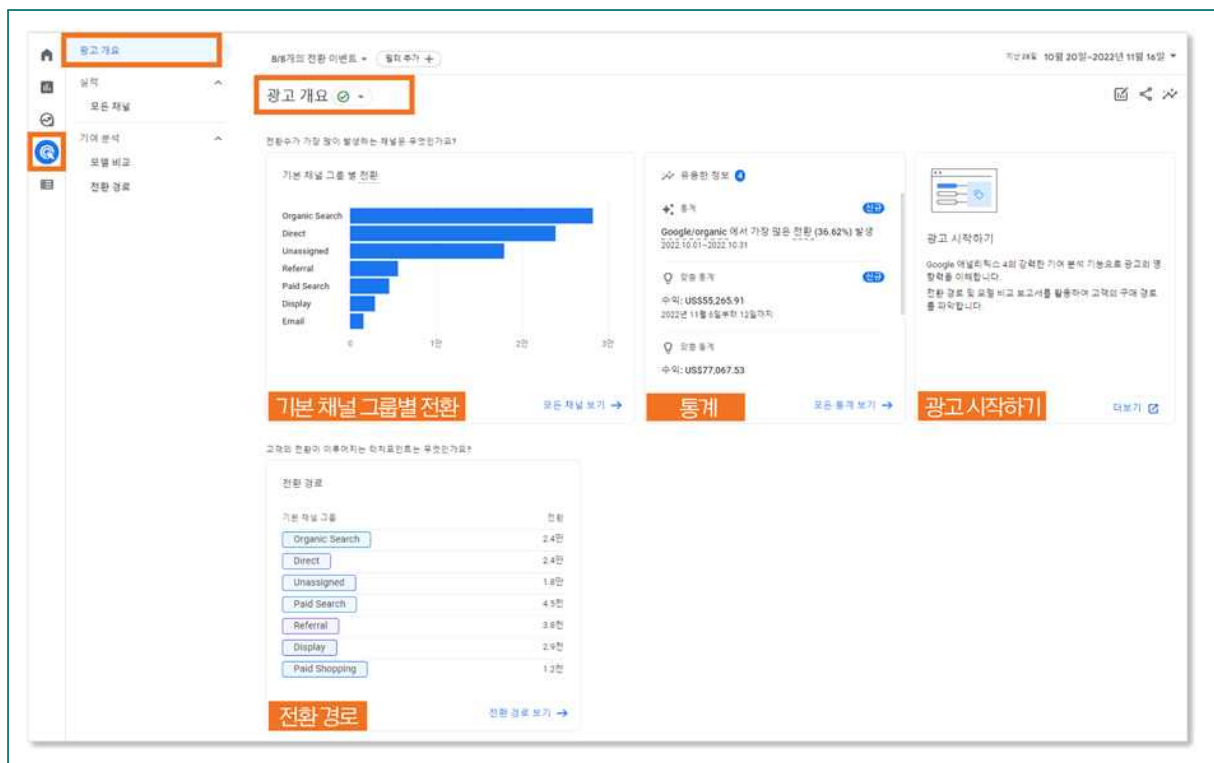 광고 개요
실적
모든 채널
기여 분석
모델 비교
전환 경로
8/8개의 전환 이벤트
필터 추가 +
지난 28일 10월 20일~2022년 11월 16일
광고 개요
전환수가 가장 많이 발생하는 채널은 무엇인가요?
기본 채널 그룹 별 전환
Organic Search
Direct
Unassigned
Referral
Paid Search
Display
Email
0 1만 2만 3만
기본 채널 그룹별 전환
모든 채널 보기 →
유용한 정보 4
통계 신규
Google/organic 에서 가장 많은 전환 (36.62%) 발생
2022.10.01~2022.10.31
맞춤 통계 신규
수익: US$55,265.91
2022년 11월 6일부터 12일까지
맞춤 통계
수익: US$77,067.53
통계
모든 통계 보기 →
광고 시작하기
Google 애널리틱스 4의 강력한 기여 분석 기능으로 광고의 영
향력을 이해합니다.
전환 경로 및 모델 비교 보고서를 활용하여 고객의 구매 경로
를 파악합니다.
광고 시작하기
더보기
고객의 전환이 이루어지는 터치포인트는 무엇인가요?
전환 경로
기본 채널 그룹 전환
Organic Search 2.4만
Direct 2.4만
Unassigned 1.8만
Paid Search 4.5천
Referral 3.8천
Display 2.9천
Paid Shopping 1.2천
전환 경로
전환 경로 보기 →